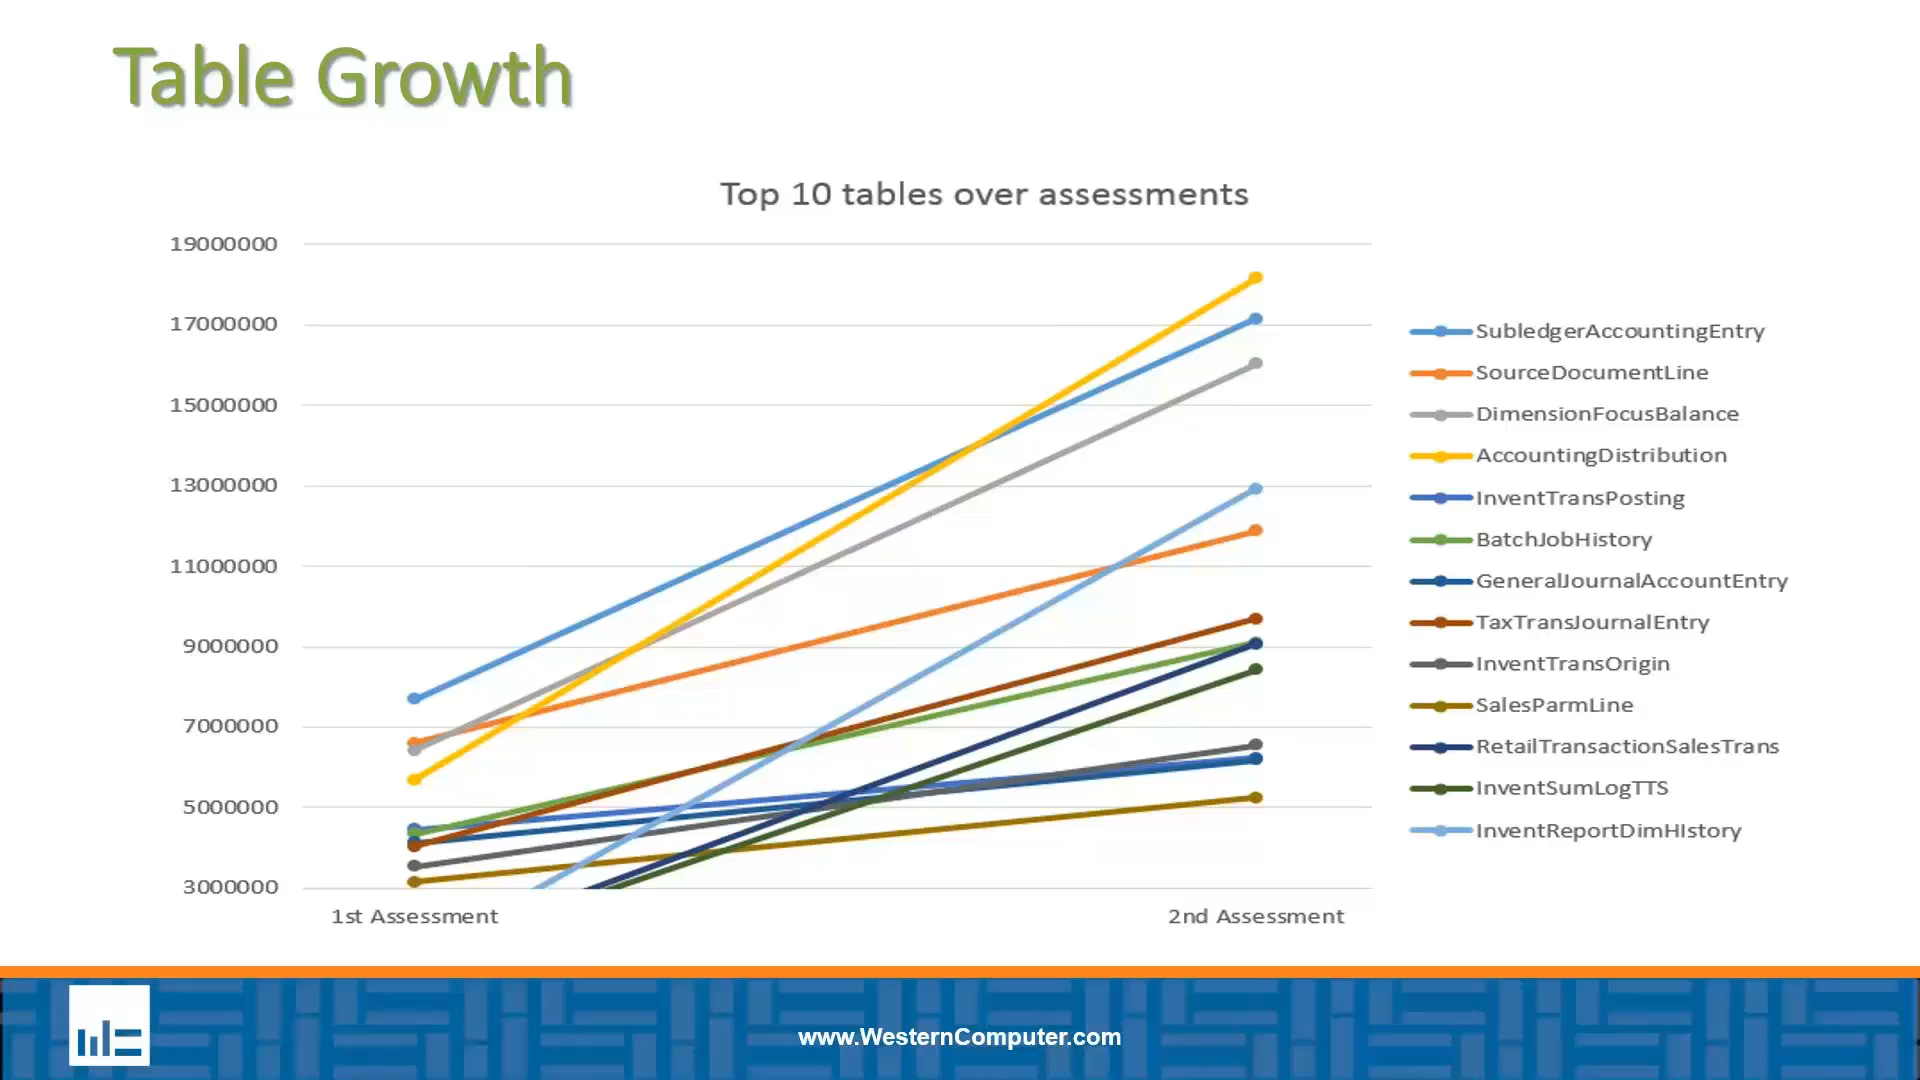 Table Growth
Top 10 tables over assessments
19000000
17000000
15000000
13000000
11000000
9000000
7000000
5000000
3000000
1st Assessment
2nd Assessment
SubledgerAccountingEntry
SourceDocumentLine
DimensionFocusBalance
AccountingDistribution
InventTransPosting
BatchJobHistory
GeneralJournalAccountEntry
TaxTransJournalEntry
InventTransOrigin
SalesParmLine
RetailTransactionSalesTrans
InventSumLogTTS
InventReportDimHIstory
www.WesternComputer.com